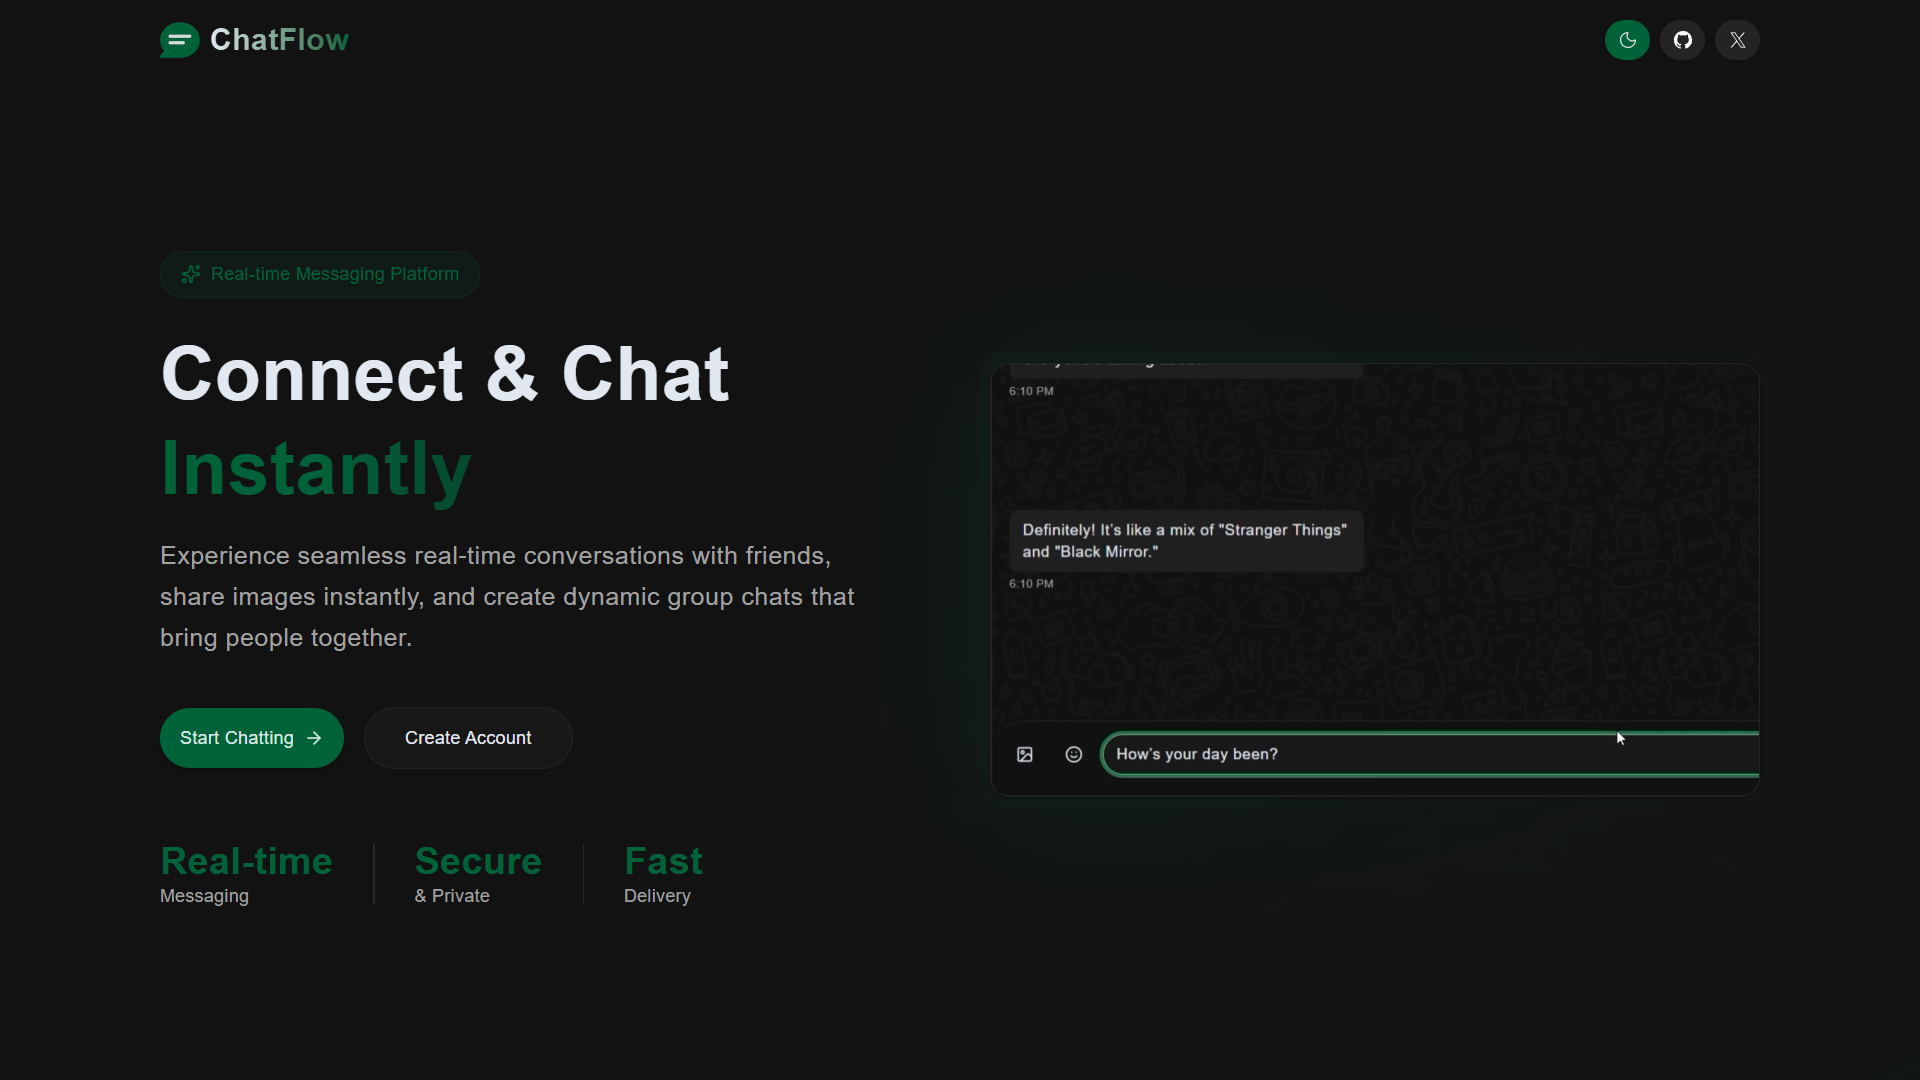 ChatFlow
Real-time Messaging Platform
Connect & Chat
Instantly
Experience seamless real-time conversations with friends,
share images instantly, and create dynamic group chats that
bring people together.
Start Chatting
Create Account
Real-time
Messaging
Secure
& Private
Fast
Delivery
6:10 PM
Definitely! It's like a mix of "Stranger Things"
and "Black Mirror."
6:10 PM
How's your day been?